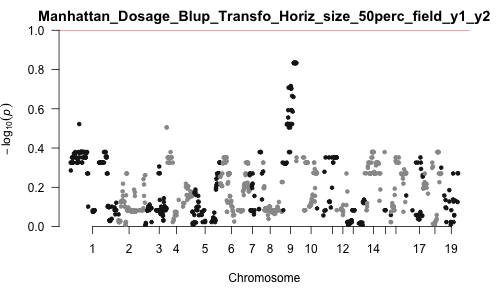 Manhattan_Dosage_Blup_Transfo_Horiz_size_50perc_field_y1_y2
1.0
0.8
0.6
0.4
0.2
0.0
− log₁₀(p)
1 2 3 4 5 6 7 8 9 10 12 14 17 19
Chromosome